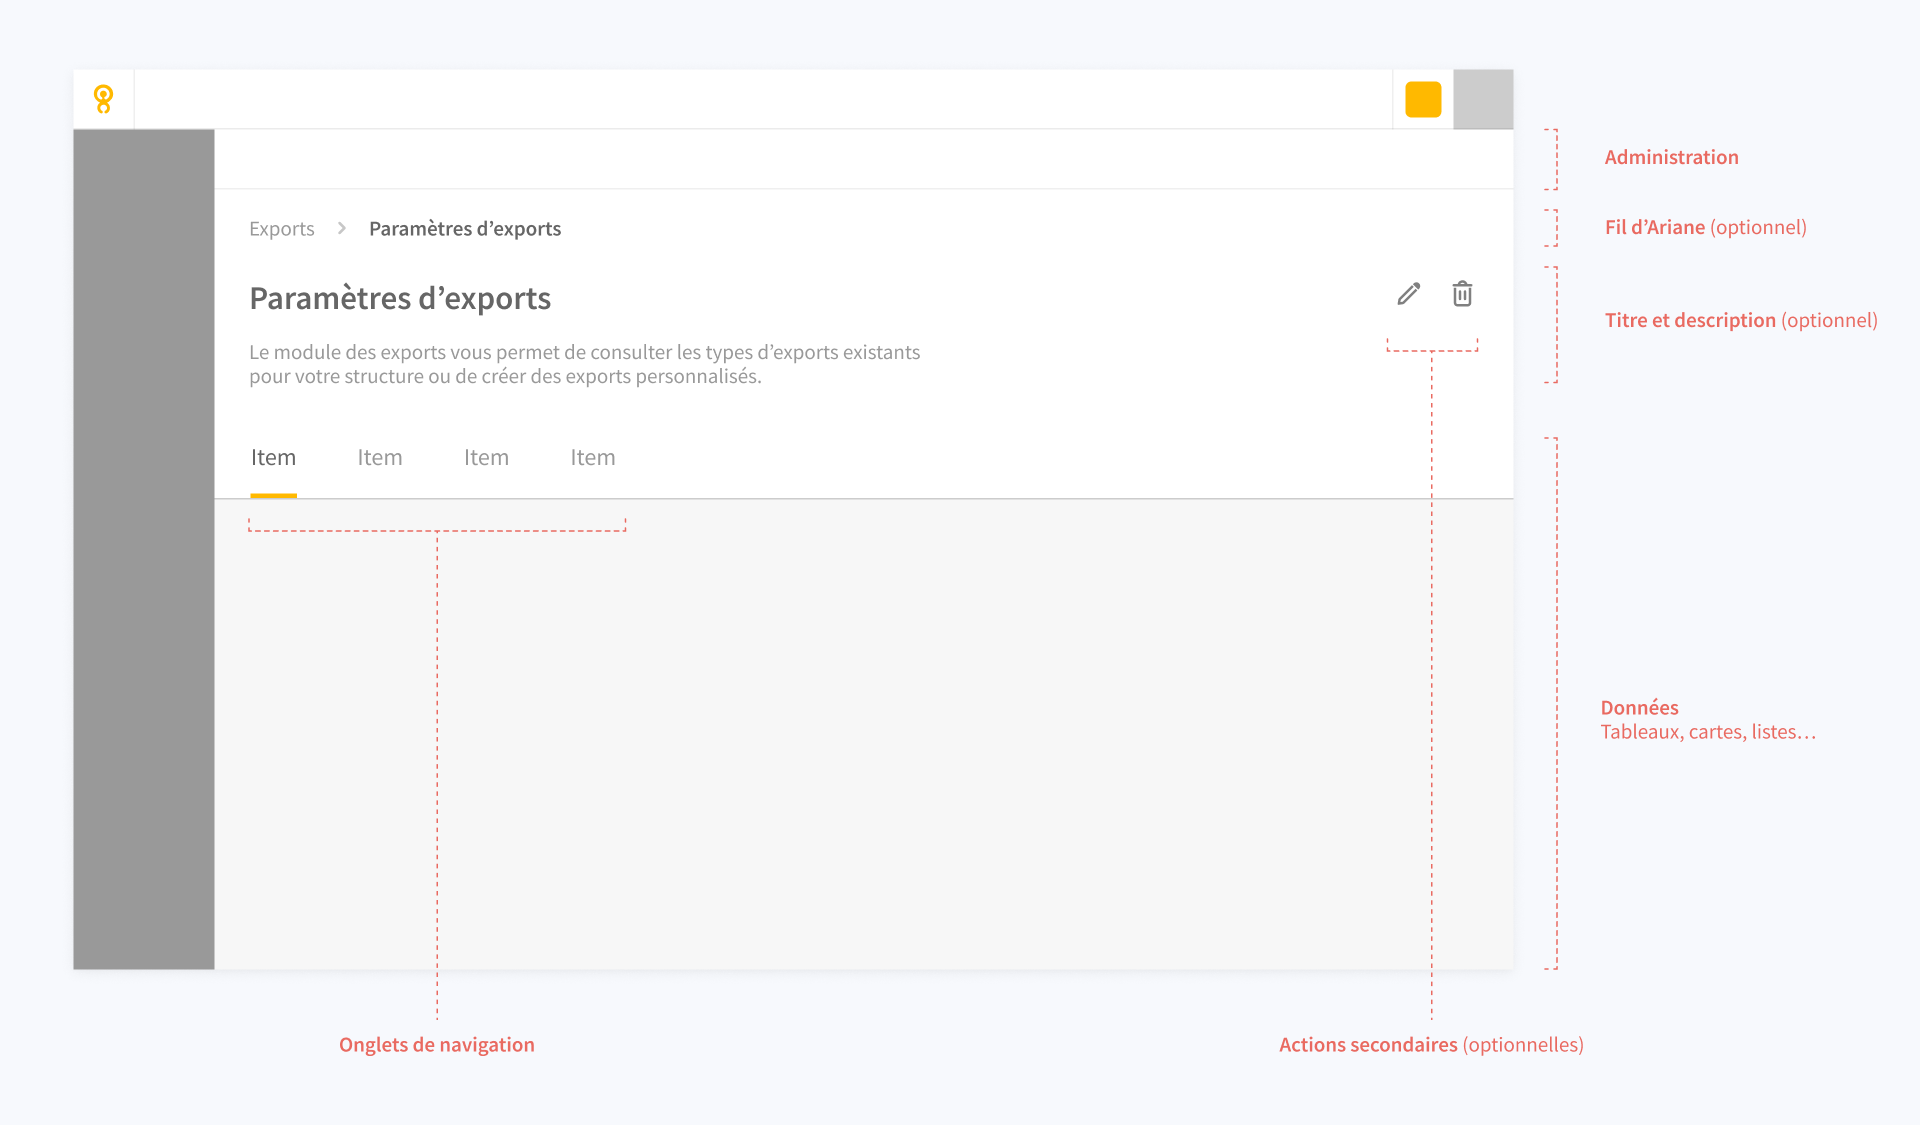 Administration
Exports
Paramètres d’exports
Fil d’Ariane (optionnel)
Paramètres d’exports
Titre et description (optionnel)
Le module des exports vous permet de consulter les types d’exports existants
pour votre structure ou de créer des exports personnalisés.
Item
Item
Item
Item
Données
Tableaux, cartes, listes…
Onglets de navigation
Actions secondaires (optionnelles)